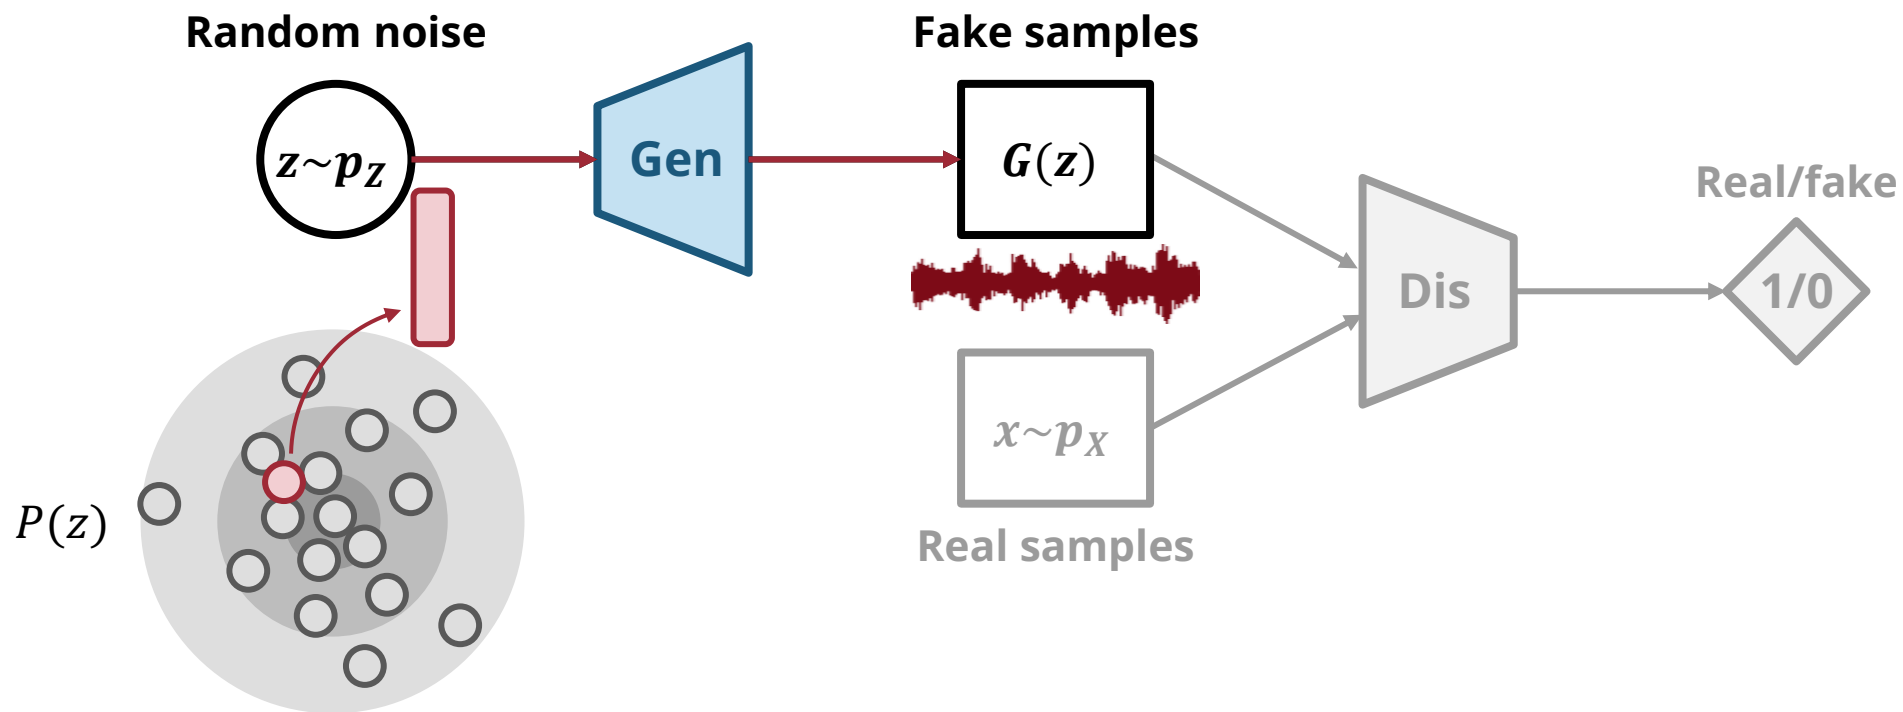 Random noise
Fake samples
z~p_Z
Gen
G(z)
Real/fake
Dis
1/0
x~p_X
P(z)
Real samples